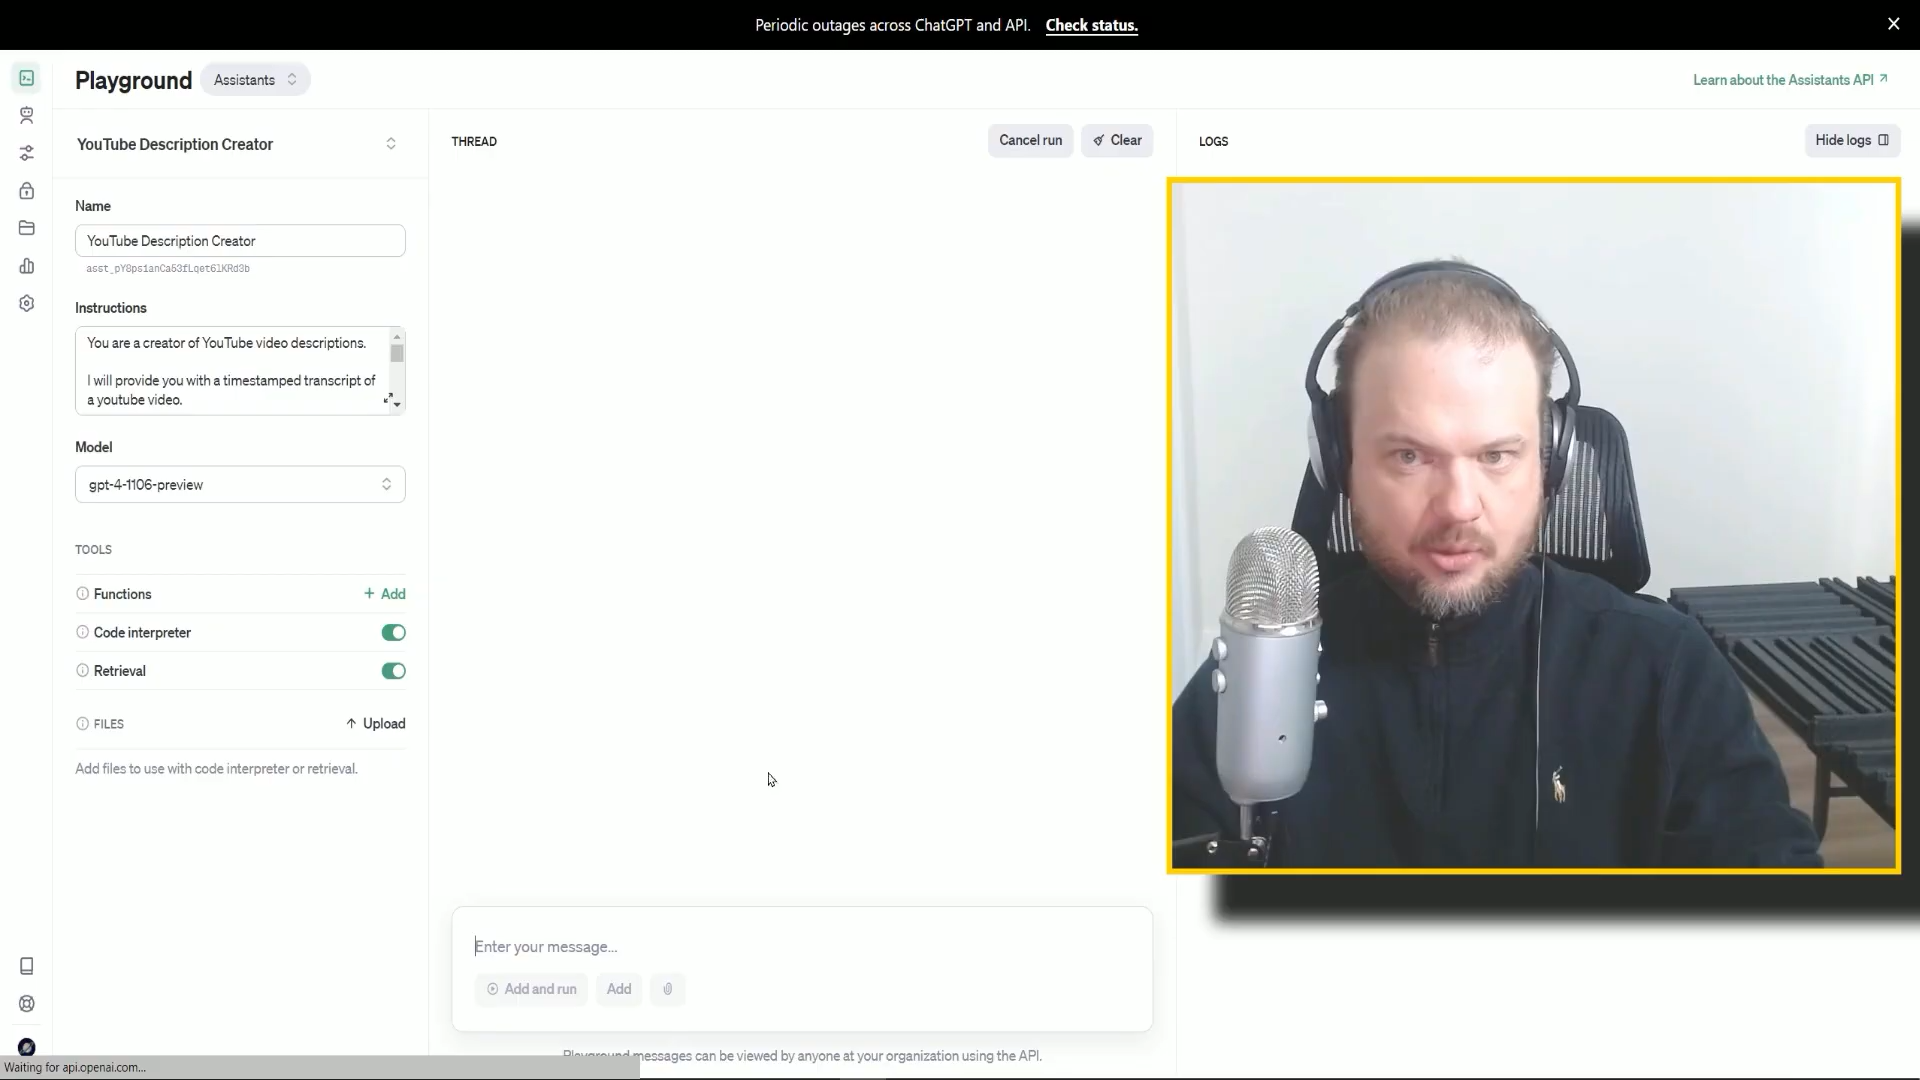 Periodic outages across ChatGPT and API. Check status.
Playground
Assistants
Learn about the Assistants API
YouTube Description Creator
THREAD
Cancel run
Clear
LOGS
Hide logs
Name
YouTube Description Creator
asst_pY8ps1anCa53fLqet6lKRd3b
Instructions
You are a creator of YouTube video descriptions.
I will provide you with a timestamped transcript of
a youtube video.
Model
gpt-4-1106-preview
TOOLS
Functions
+ Add
Code interpreter
Retrieval
FILES
Upload
Add files to use with code interpreter or retrieval.
Enter your message...
Add and run
Add
Playground messages can be viewed by anyone at your organization using the API.
Waiting for api.openai.com...